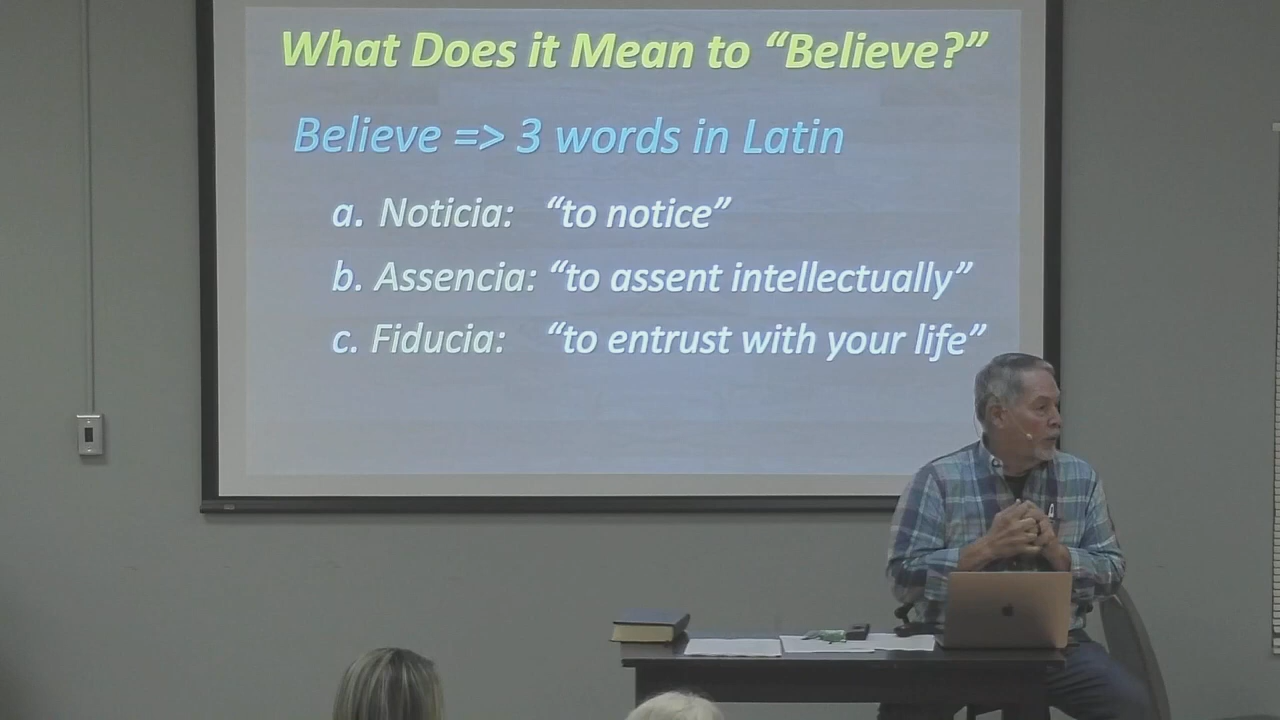 What Does it Mean to “Believe?”
Believe => 3 words in Latin
a. Noticia: “to notice”
b. Assencia: “to assent intellectually”
c. Fiducia: “to entrust with your life”